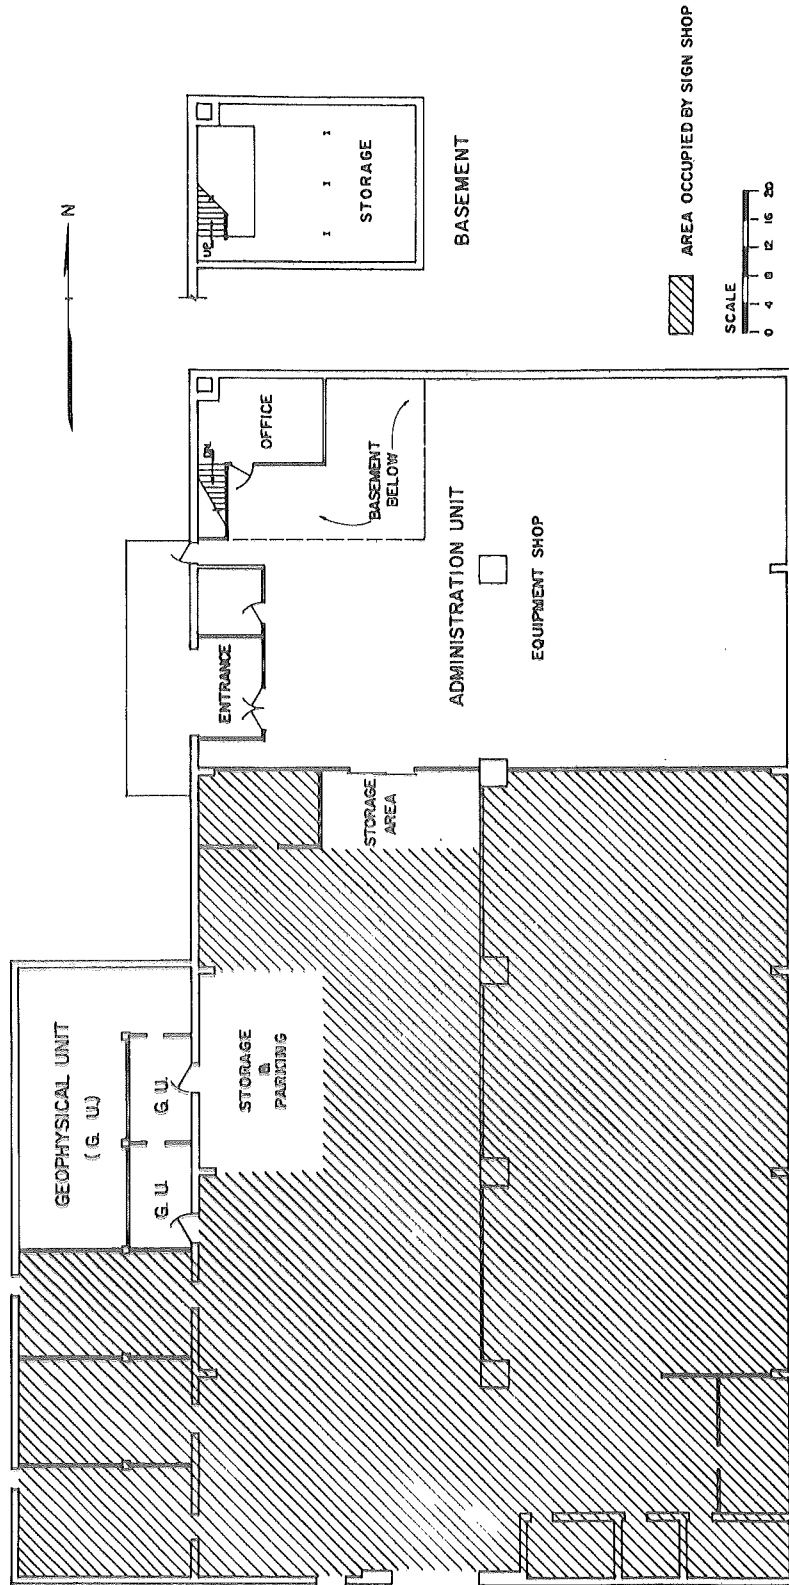 N
UP
STORAGE
BASEMENT
AREA OCCUPIED BY SIGN SHOP
SCALE
0 4 8 12 16 20
DN.
OFFICE
BASEMENT
BELOW
ENTRANCE
ADMINISTRATION UNIT
EQUIPMENT SHOP
STORAGE
AREA
GEOPHYSICAL UNIT
(G. U.)
G. U.
G. U.
STORAGE
&
PARKING